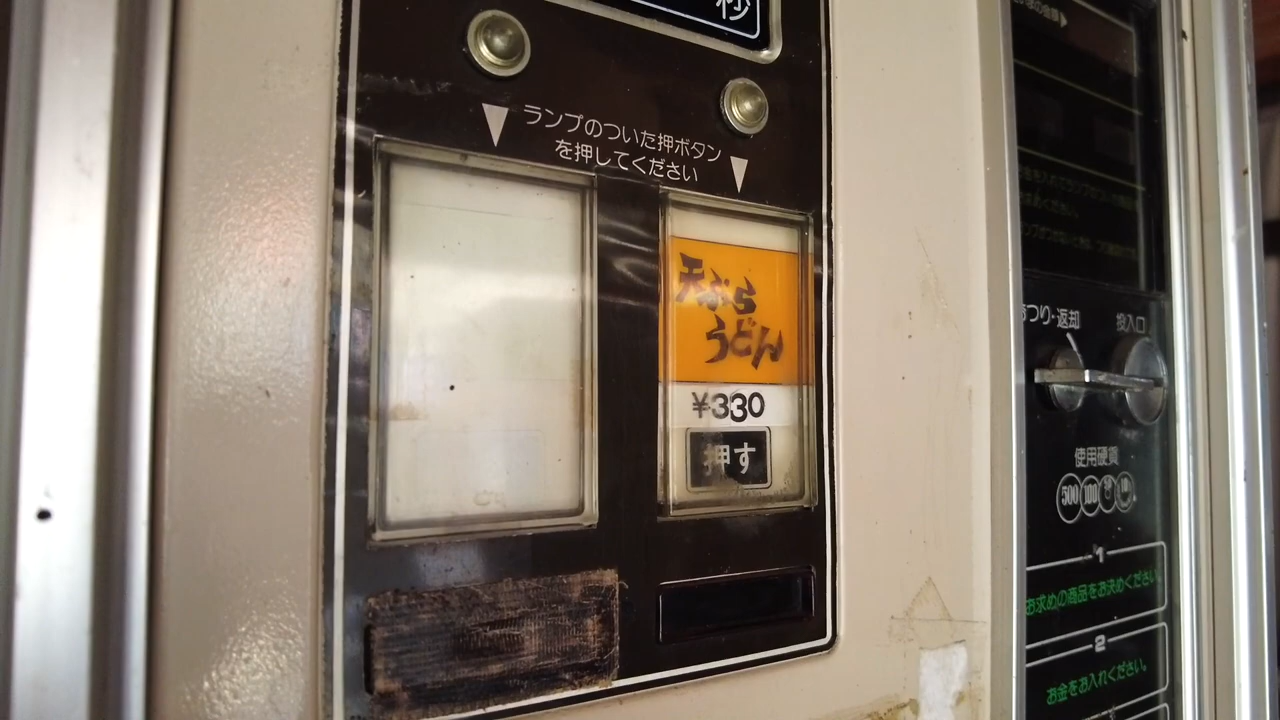 秒
ランプのついた押ボタン
を押してください
天ぷら
うどん
¥330
押す
つり・返却
投入口
使用硬貨
500 100 50 10
1
お求めの商品をお決めください。
2
お金をお入れください。